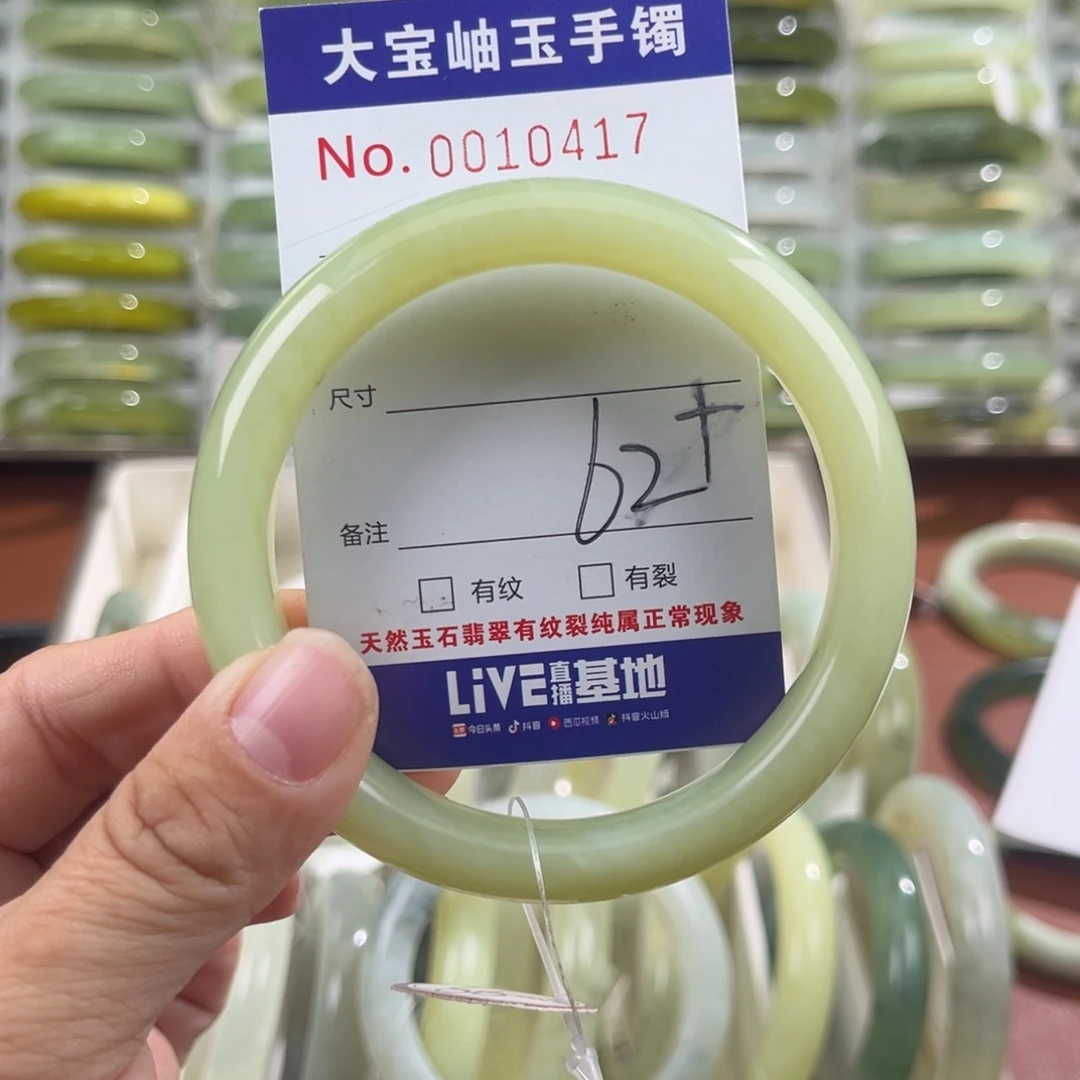 大宝岫玉手镯
No. 0010417
尺寸
62+
备注
□ 有纹 □ 有裂
天然玉石翡翠有纹裂纯属正常现象
LiVE直播基地
今日头条 抖音 西瓜视频 抖音火山版